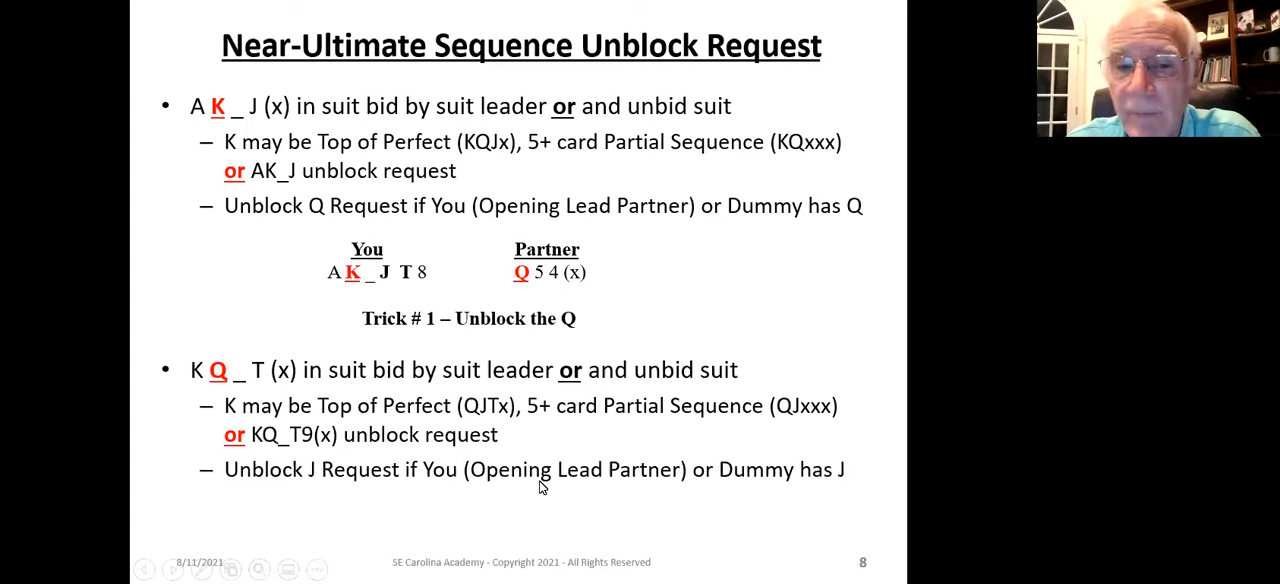 Near-Ultimate Sequence Unblock Request
• A K _ J (x) in suit bid by suit leader or and unbid suit
– K may be Top of Perfect (KQJx), 5+ card Partial Sequence (KQxxx)
or AK_J unblock request
– Unblock Q Request if You (Opening Lead Partner) or Dummy has Q
You Partner
A K _ J T 8 Q 5 4 (x)
Trick # 1 – Unblock the Q
• K Q _ T (x) in suit bid by suit leader or and unbid suit
– K may be Top of Perfect (QJTx), 5+ card Partial Sequence (QJxxx)
or KQ_T9(x) unblock request
– Unblock J Request if You (Opening Lead Partner) or Dummy has J
8/11/2021 SE Carolina Academy - Copyright 2021 - All Rights Reserved 8